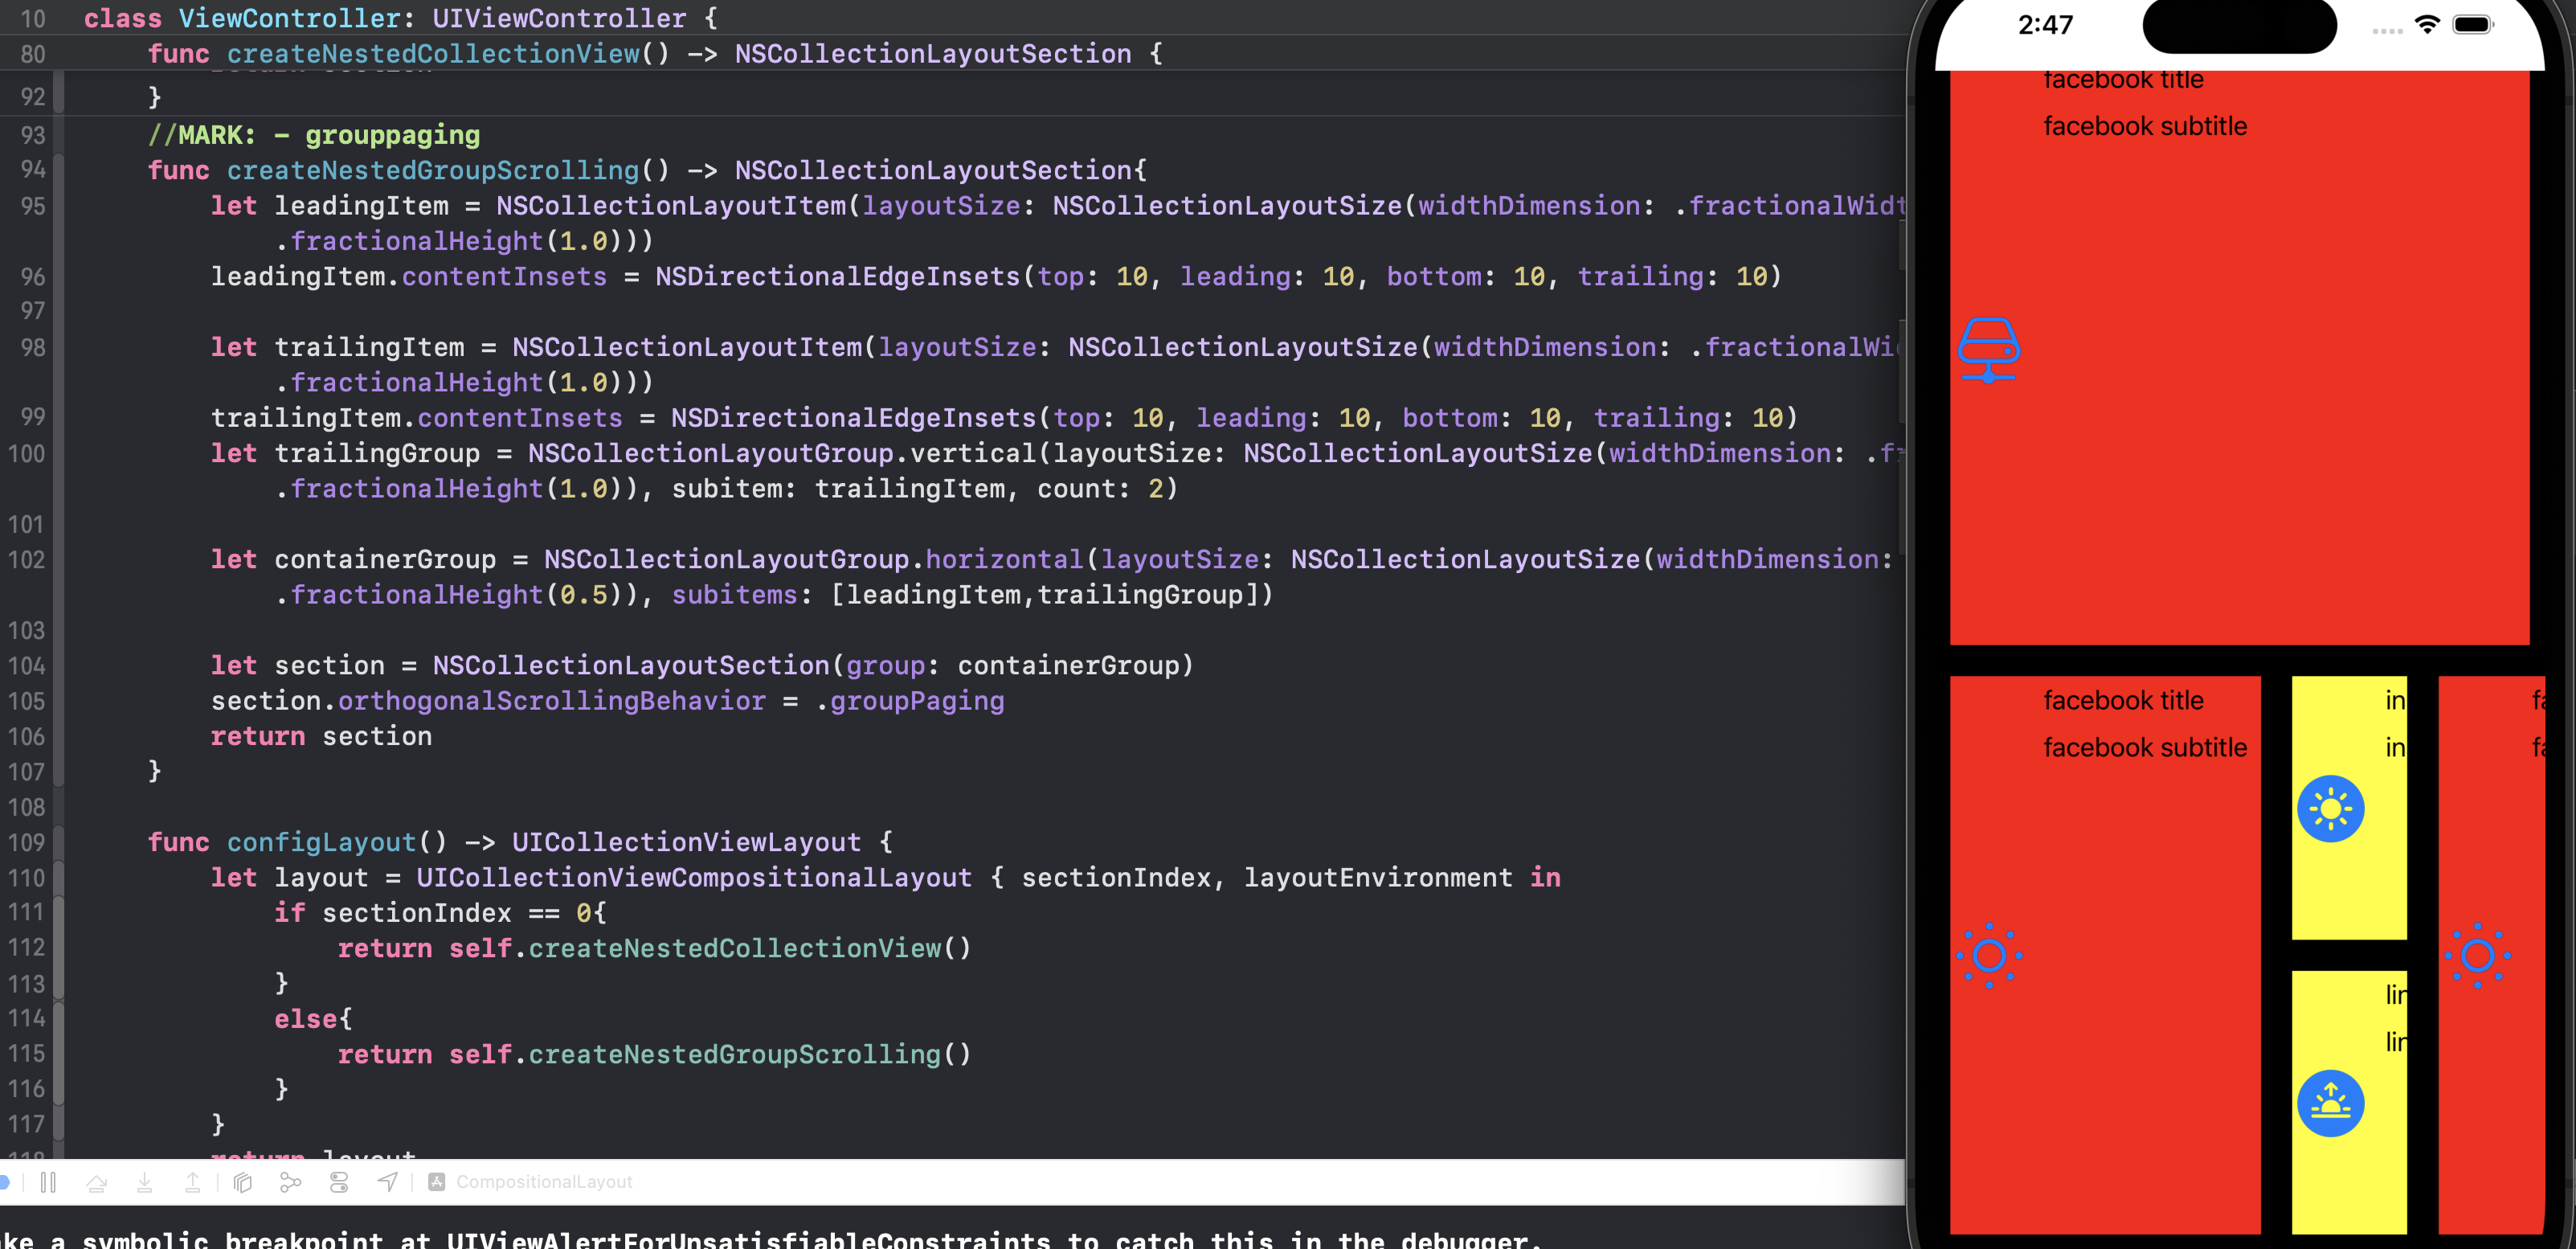 10 class ViewController: UIViewController {
80 func createNestedCollectionView() -> NSCollectionLayoutSection {
92 }
93 //MARK: - grouppaging
94 func createNestedGroupScrolling() -> NSCollectionLayoutSection{
95 let leadingItem = NSCollectionLayoutItem(layoutSize: NSCollectionLayoutSize(widthDimension: .fractionalWidt
.fractionalHeight(1.0)))
96 leadingItem.contentInsets = NSDirectionalEdgeInsets(top: 10, leading: 10, bottom: 10, trailing: 10)
97
98 let trailingItem = NSCollectionLayoutItem(layoutSize: NSCollectionLayoutSize(widthDimension: .fractionalWi
.fractionalHeight(1.0)))
99 trailingItem.contentInsets = NSDirectionalEdgeInsets(top: 10, leading: 10, bottom: 10, trailing: 10)
100 let trailingGroup = NSCollectionLayoutGroup.vertical(layoutSize: NSCollectionLayoutSize(widthDimension: .f
.fractionalHeight(1.0)), subitem: trailingItem, count: 2)
101
102 let containerGroup = NSCollectionLayoutGroup.horizontal(layoutSize: NSCollectionLayoutSize(widthDimension:
.fractionalHeight(0.5)), subitems: [leadingItem,trailingGroup])
103
104 let section = NSCollectionLayoutSection(group: containerGroup)
105 section.orthogonalScrollingBehavior = .groupPaging
106 return section
107 }
108
109 func configLayout() -> UICollectionViewLayout {
110 let layout = UICollectionViewCompositionalLayout { sectionIndex, layoutEnvironment in
111 if sectionIndex == 0{
112 return self.createNestedCollectionView()
113 }
114 else{
115 return self.createNestedGroupScrolling()
116 }
117 }
118 return layout
CompositionalLayout
ke a symbolic breakpoint at UIViewAlertForUnsatisfiableConstraints to catch this in the debugger.
2:47
facebook title
facebook subtitle
facebook title
facebook subtitle
in
in
lin
lin
fa
fa